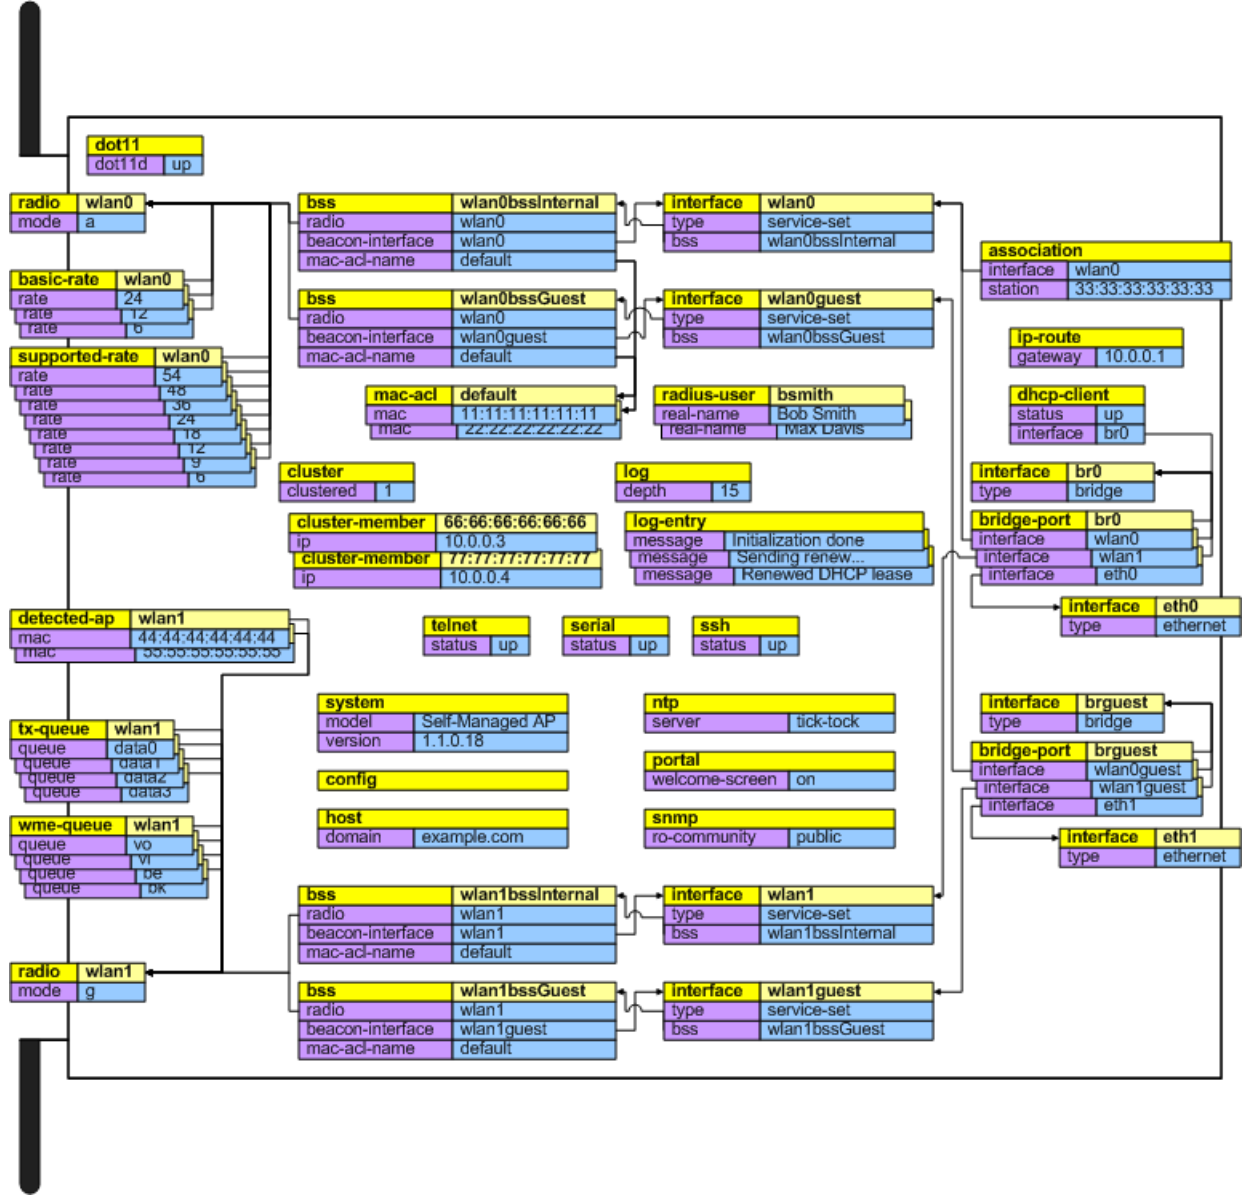 dot11
dot11d up
radio wlan0
mode a
basic-rate wlan0
rate 24
rate 12
rate 6
supported-rate wlan0
rate 54
rate 48
rate 36
rate 24
rate 18
rate 12
rate 9
rate 6
bss wlan0bssInternal
radio wlan0
beacon-interface wlan0
mac-acl-name default
bss wlan0bssGuest
radio wlan0
beacon-interface wlan0guest
mac-acl-name default
interface wlan0
type service-set
bss wlan0bssInternal
interface wlan0guest
type service-set
bss wlan0bssGuest
association
interface wlan0
station 33:33:33:33:33:33
ip-route
gateway 10.0.0.1
mac-acl default
mac 11:11:11:11:11:11
mac 22:22:22:22:22:22
radius-user bsmith
real-name Bob Smith
real-name Max Davis
dhcp-client
status up
interface br0
cluster
clustered 1
log
depth 15
interface br0
type bridge
cluster-member 66:66:66:66:66:66
ip 10.0.0.3
cluster-member 77:77:77:77:77:77
ip 10.0.0.4
log-entry
message Initialization done
message Sending renew...
message Renewed DHCP lease
bridge-port br0
interface wlan0
interface wlan1
interface eth0
interface eth0
type ethernet
detected-ap wlan1
mac 44:44:44:44:44:44
mac 55:55:55:55:55:55
telnet
status up
serial
status up
ssh
status up
system
model Self-Managed AP
version 1.1.0.18
ntp
server tick-tock
interface brguest
type bridge
tx-queue wlan1
queue data0
queue data1
queue data2
queue data3
config
portal
welcome-screen on
bridge-port brguest
interface wlan0guest
interface wlan1guest
interface eth1
wme-queue wlan1
queue vo
queue vi
queue be
queue bk
host
domain example.com
snmp
ro-community public
interface eth1
type ethernet
bss wlan1bssInternal
radio wlan1
beacon-interface wlan1
mac-acl-name default
interface wlan1
type service-set
bss wlan1bssInternal
radio wlan1
mode g
bss wlan1bssGuest
radio wlan1
beacon-interface wlan1guest
mac-acl-name default
interface wlan1guest
type service-set
bss wlan1bssGuest